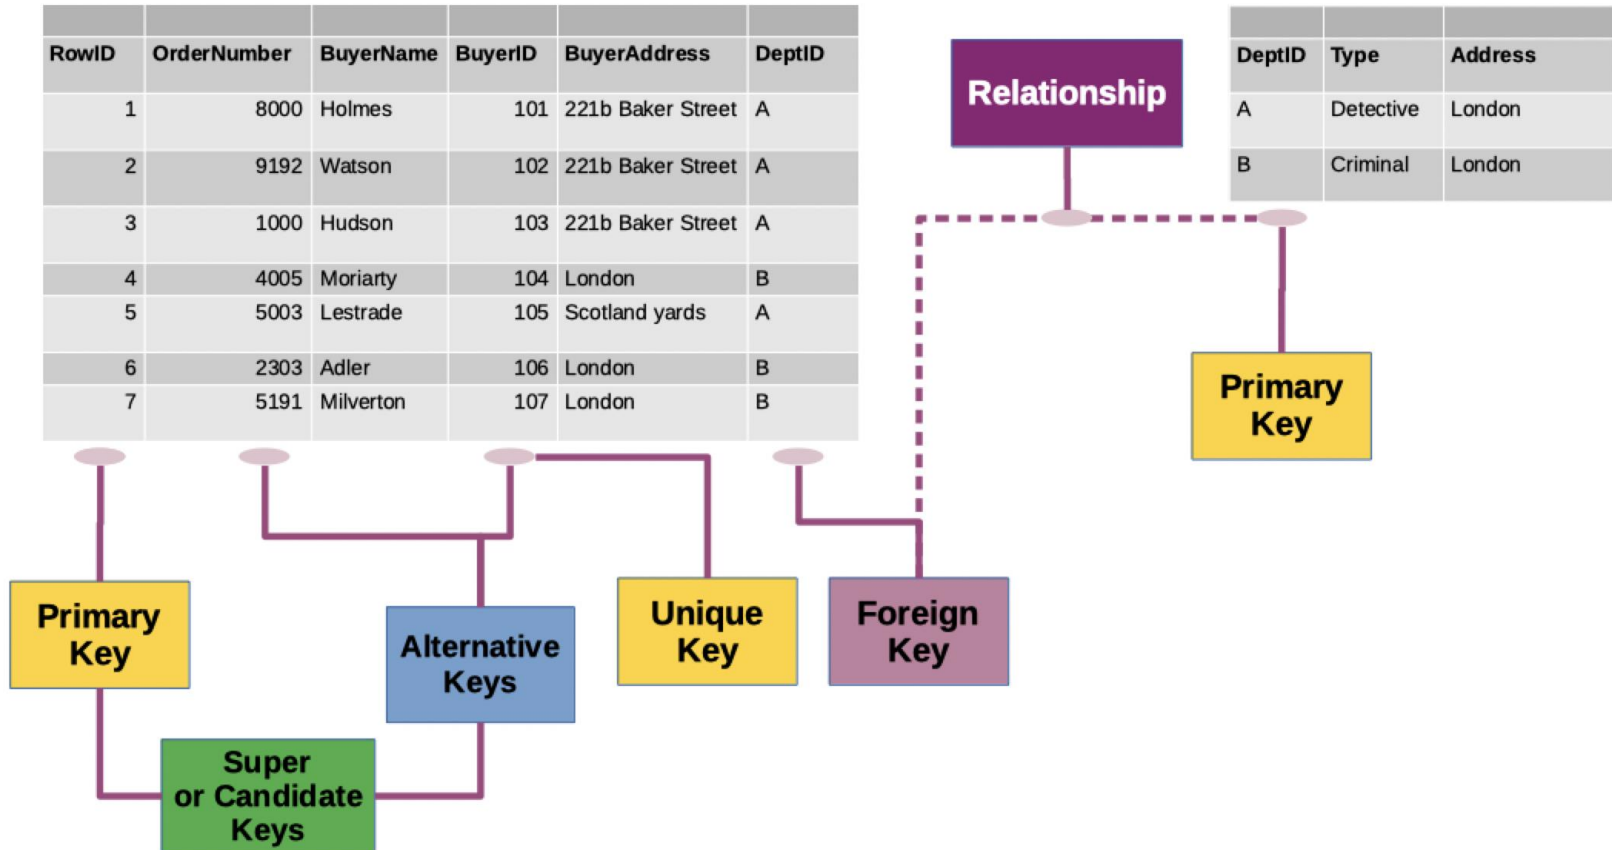 RowID OrderNumber BuyerName BuyerID BuyerAddress DeptID
1 8000 Holmes 101 221b Baker Street A
2 9192 Watson 102 221b Baker Street A
3 1000 Hudson 103 221b Baker Street A
4 4005 Moriarty 104 London B
5 5003 Lestrade 105 Scotland yards A
6 2303 Adler 106 London B
7 5191 Milverton 107 London B
Relationship
DeptID Type Address
A Detective London
B Criminal London
Primary
Key
Primary
Key
Alternative
Keys
Unique
Key
Foreign
Key
Super
or Candidate
Keys